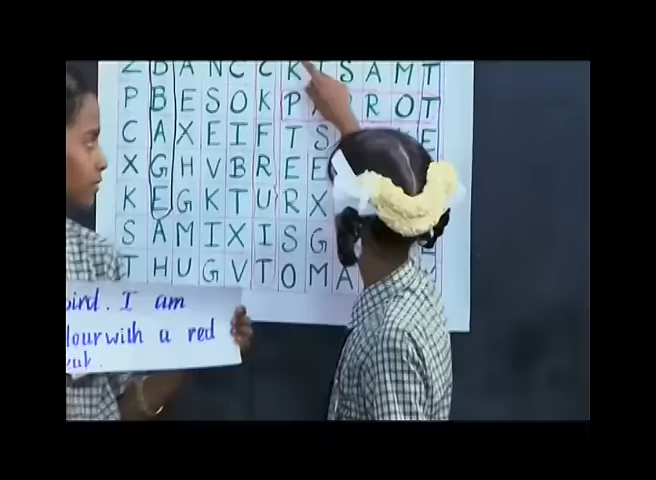 Z B A N C C K I S A M T
P B E S O K P A R R O T
C A X E I F T S E
X G H V B R E E
K E G K T U R X
S A M I X I S G
T H U G V T O M A
bird. I am
lour with a red